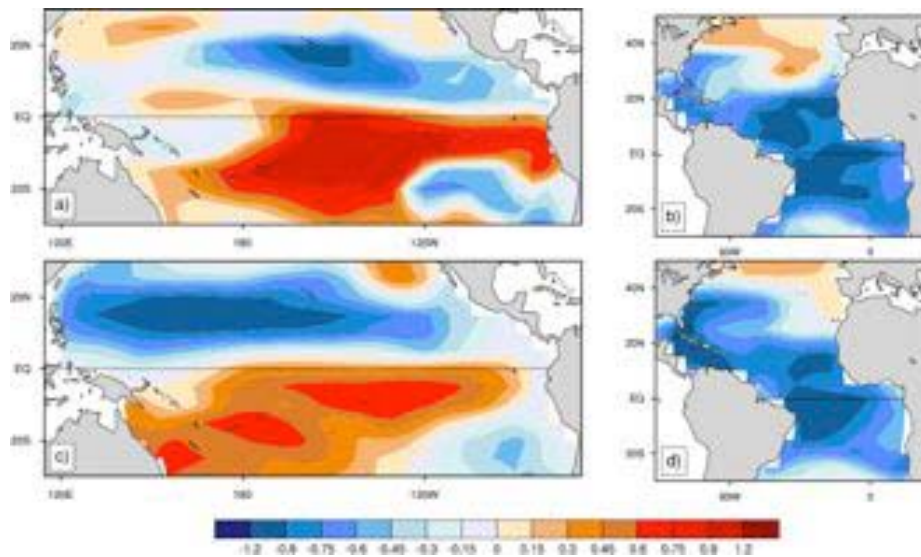 20N
EQ
20S
a)
120E
180
120W
40N
20N
EQ
20S
b)
60W
0
20N
EQ
20S
c)
120E
180
120W
40N
20N
EQ
20S
d)
60W
0
-1.2 -0.9 -0.75 -0.6 -0.45 -0.3 -0.15 0 0.15 0.3 0.45 0.6 0.75 0.9 1.2